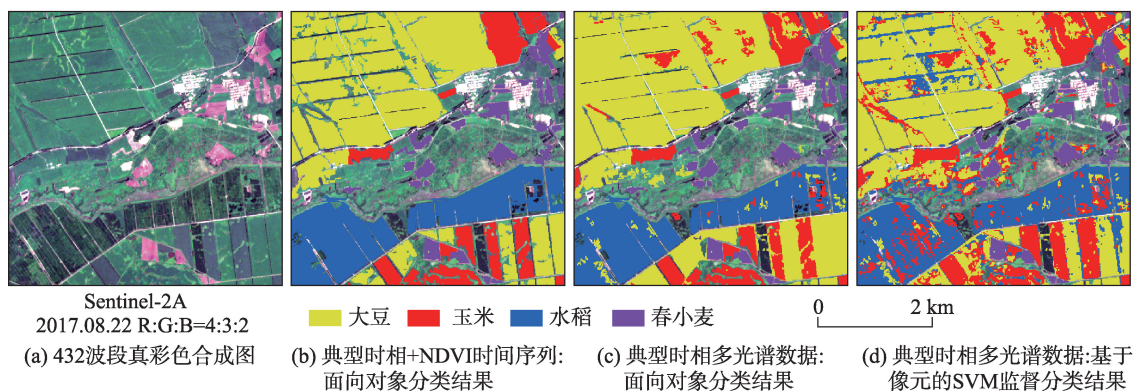 Sentinel-2A
2017.08.22 R:G:B=4:3:2
大豆 玉米 水稻 春小麦
0 2 km
(a) 432波段真彩色合成图
(b) 典型时相+NDVI时间序列:
面向对象分类结果
(c) 典型时相多光谱数据:
面向对象分类结果
(d) 典型时相多光谱数据:基于
像元的SVM监督分类结果